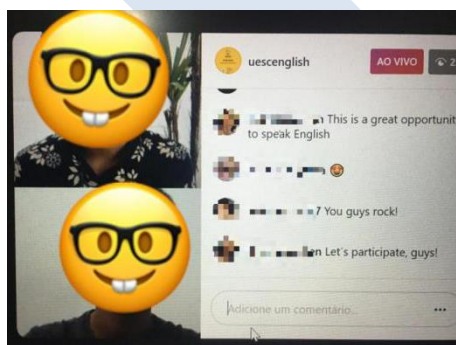 uescenglish
AO VIVO
This is a great opportunit
to speak English
You guys rock!
Let´s participate, guys!
Adicione um comentário...